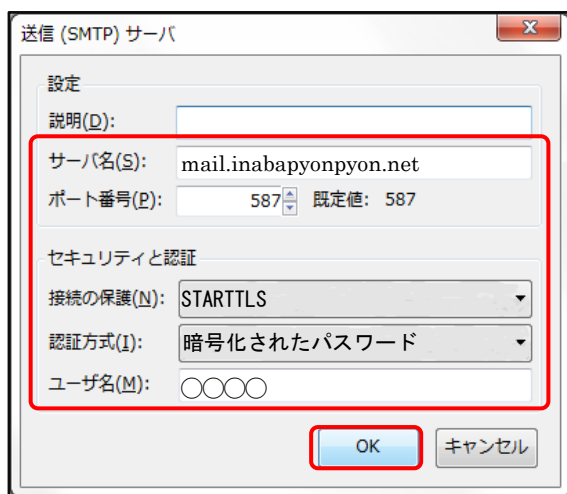 送信 (SMTP) サーバ
設定
説明(D):
サーバ名(S): mail.inabapyonpyon.net
ポート番号(P): 587 既定値: 587
セキュリティと認証
接続の保護(N): STARTTLS
認証方式(I): 暗号化されたパスワード
ユーザ名(M): ○○○○
OK キャンセル